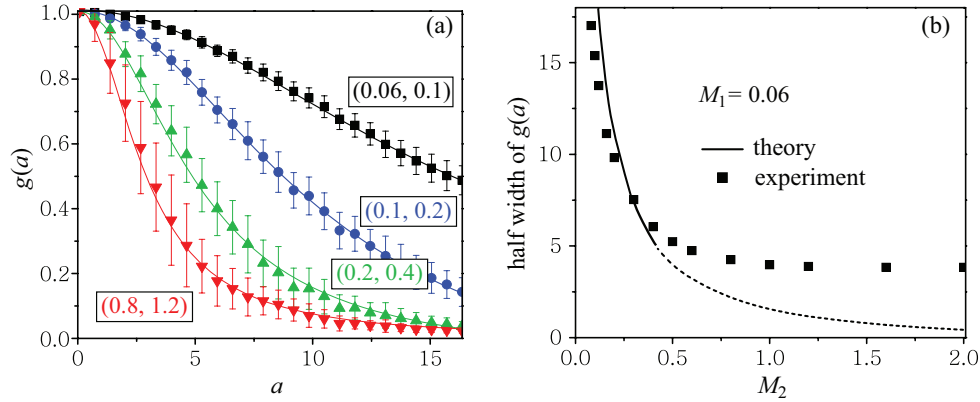 (a)
1.0
0.8
0.6
0.4
0.2
0.0
g(a)
(0.06, 0.1)
(0.1, 0.2)
(0.2, 0.4)
(0.8, 1.2)
0
5
10
15
a
(b)
15
10
5
0
half width of g(a)
M1= 0.06
theory
experiment
0.0
0.5
1.0
1.5
2.0
M2